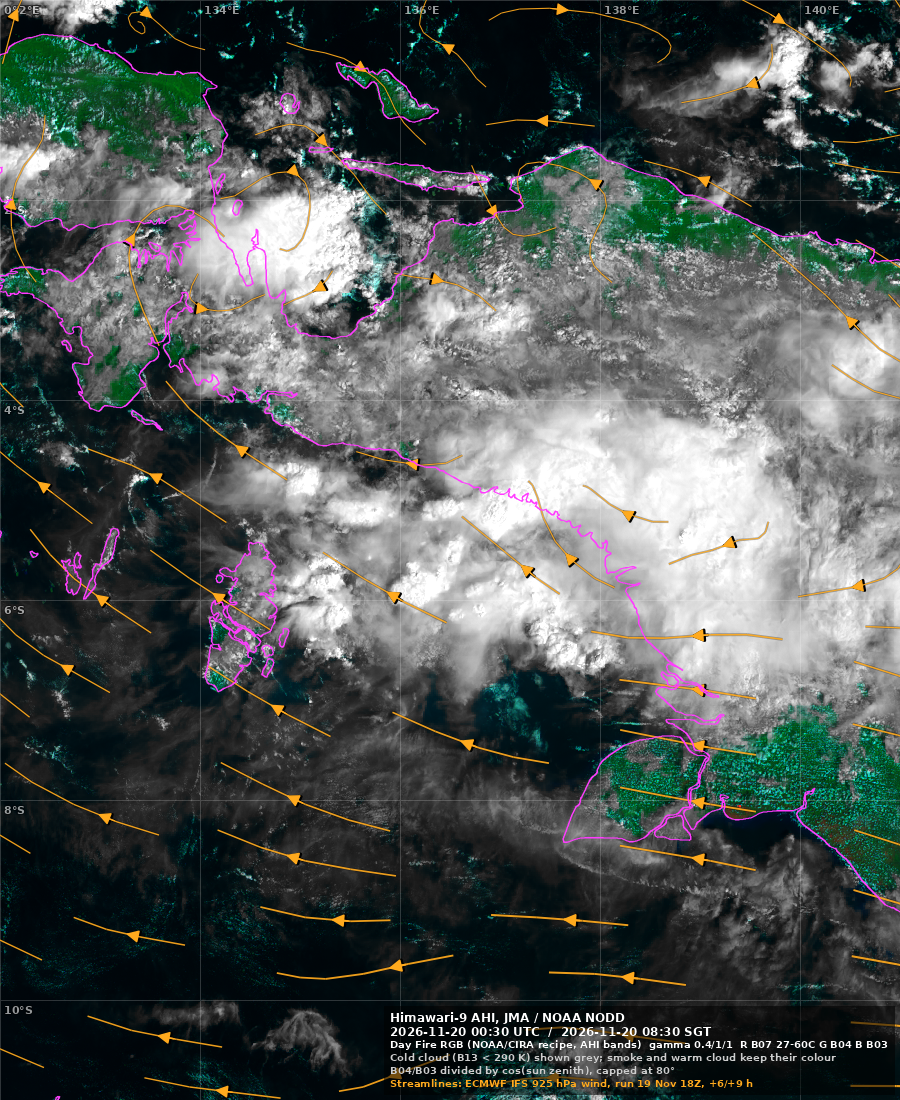 0°2°E 134°E 136°E 138°E 140°E
2°S
4°S
6°S
8°S
10°S
Himawari-9 AHI, JMA / NOAA NODD
2026-11-20 00:30 UTC / 2026-11-20 08:30 SGT
Day Fire RGB (NOAA/CIRA recipe, AHI bands) gamma 0.4/1/1 R B07 27-60C G B04 B B03
Cold cloud (B13 < 290 K) shown grey; smoke and warm cloud keep their colour
B04/B03 divided by cos(sun zenith), capped at 80°
Streamlines: ECMWF IFS 925 hPa wind, run 19 Nov 18Z, +6/+9 h